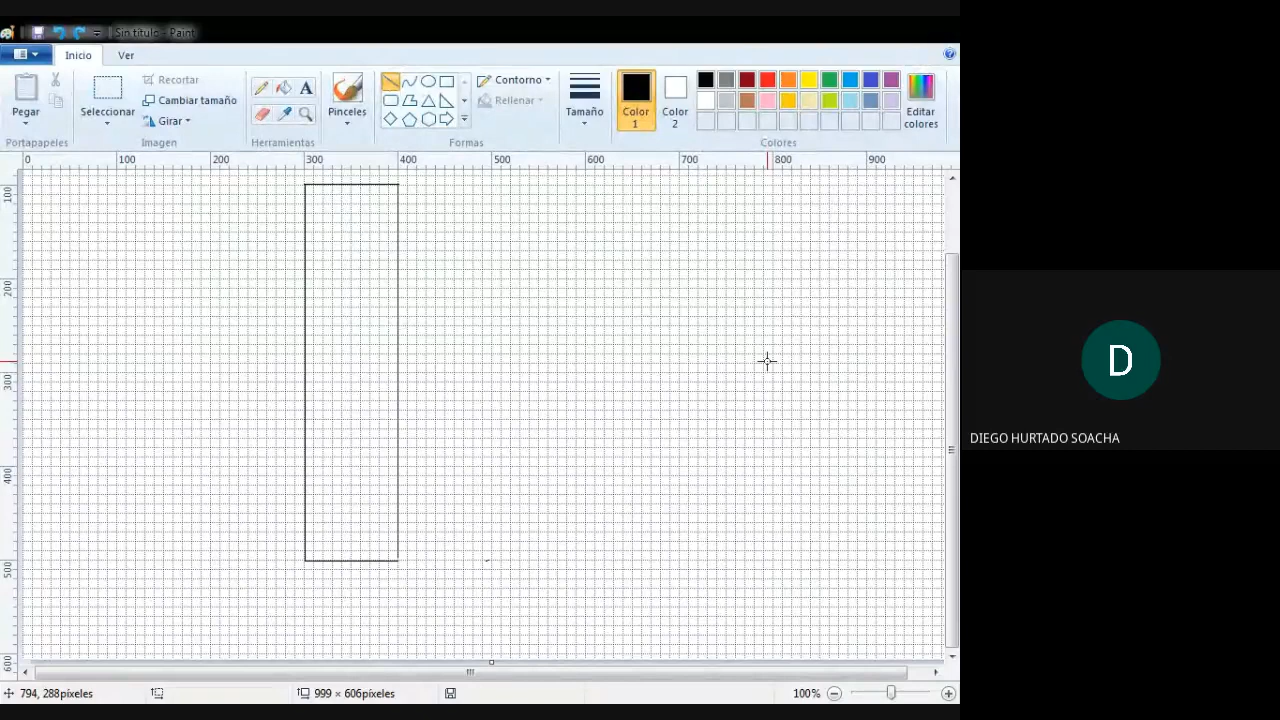 Sin título - Paint
Inicio
Ver
Pegar
Portapapeles
Seleccionar
Recortar
Cambiar tamaño
Girar
Imagen
A
Herramientas
Pinceles
Contorno
Rellenar
Formas
Tamaño
Color
1
Color
2
Editar
colores
Colores
0 100 200 300 400 500 600 700 800 900
100
200
300
400
500
600
D
DIEGO HURTADO SOACHA
794, 288píxeles
999 × 606píxeles
100%